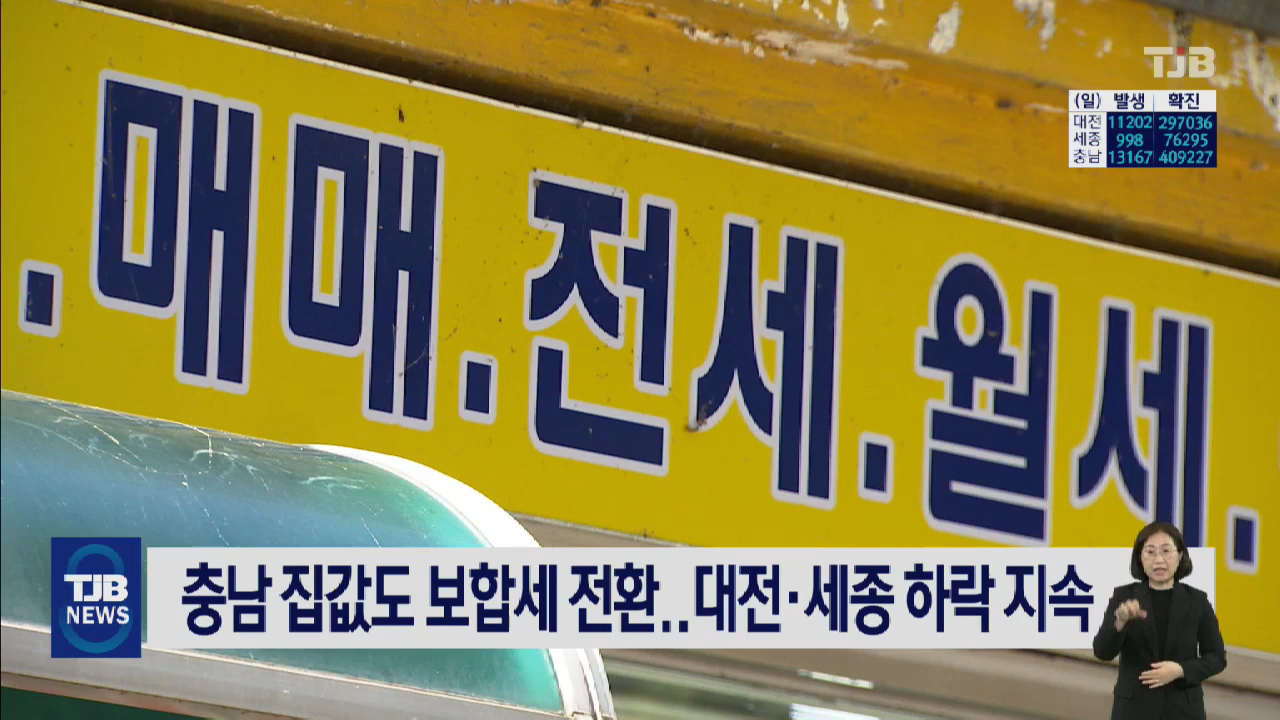 TJB
(일) 발생 확진
대전 11202 297036
세종 998 76295
충남 13167 409227
.매매.전세.월세.
8
TJB
NEWS
충남 집값도 보합세 전환..대전·세종 하락 지속